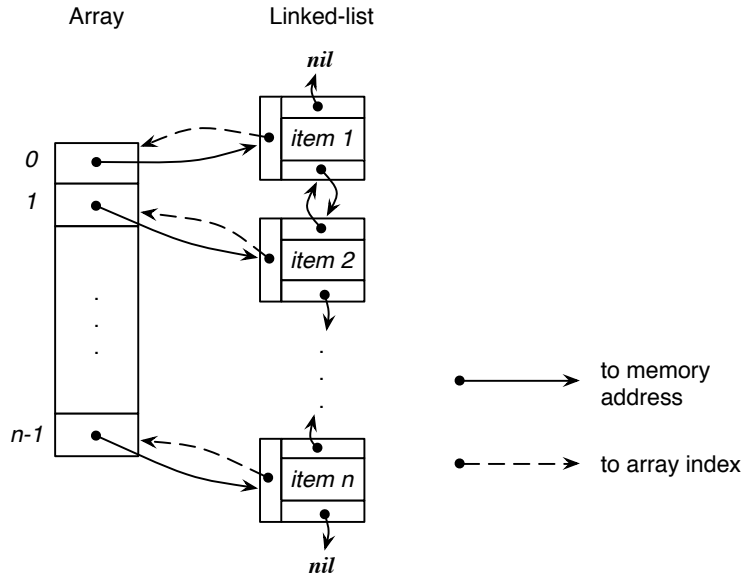 Array
Linked-list
nil
item 1
0
1
item 2
.
.
.
.
.
.
to memory
address
n-1
item n
to array index
nil